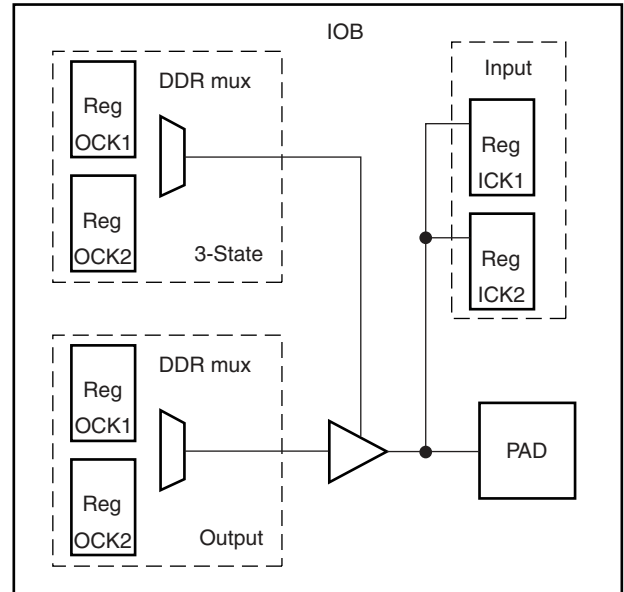 IOB
DDR mux
Reg
OCK1
Reg
OCK2
3-State
Input
Reg
ICK1
Reg
ICK2
DDR mux
Reg
OCK1
Reg
OCK2
Output
PAD